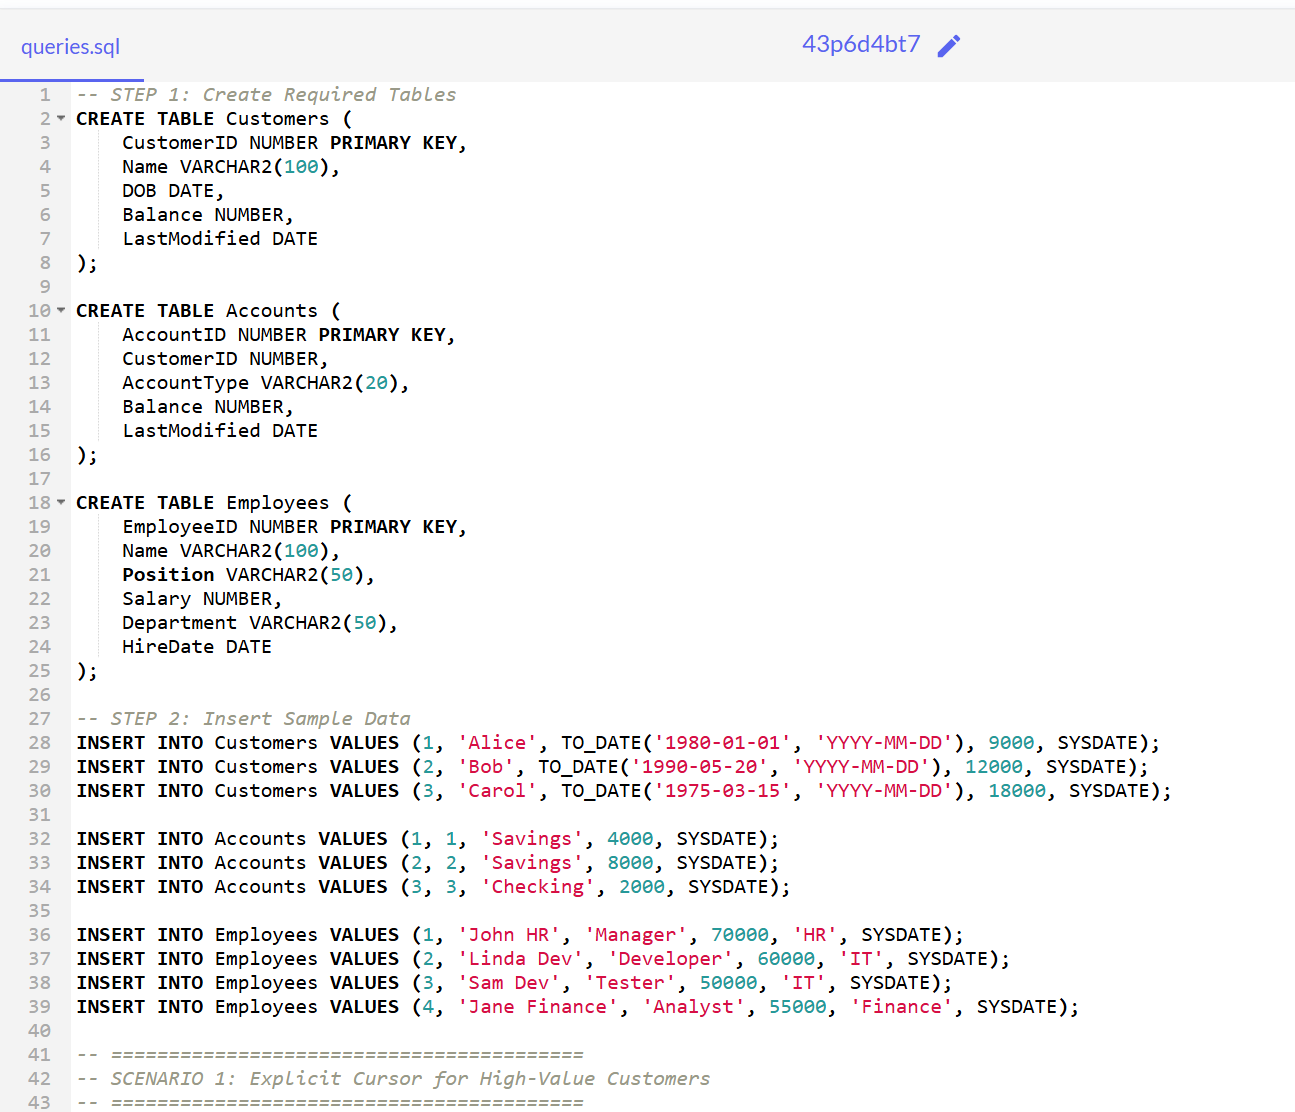 queries.sql
43p6d4bt7
1 -- STEP 1: Create Required Tables
2 CREATE TABLE Customers (
3 CustomerID NUMBER PRIMARY KEY,
4 Name VARCHAR2(100),
5 DOB DATE,
6 Balance NUMBER,
7 LastModified DATE
8 );
9
10 CREATE TABLE Accounts (
11 AccountID NUMBER PRIMARY KEY,
12 CustomerID NUMBER,
13 AccountType VARCHAR2(20),
14 Balance NUMBER,
15 LastModified DATE
16 );
17
18 CREATE TABLE Employees (
19 EmployeeID NUMBER PRIMARY KEY,
20 Name VARCHAR2(100),
21 Position VARCHAR2(50),
22 Salary NUMBER,
23 Department VARCHAR2(50),
24 HireDate DATE
25 );
26
27 -- STEP 2: Insert Sample Data
28 INSERT INTO Customers VALUES (1, 'Alice', TO_DATE('1980-01-01', 'YYYY-MM-DD'), 9000, SYSDATE);
29 INSERT INTO Customers VALUES (2, 'Bob', TO_DATE('1990-05-20', 'YYYY-MM-DD'), 12000, SYSDATE);
30 INSERT INTO Customers VALUES (3, 'Carol', TO_DATE('1975-03-15', 'YYYY-MM-DD'), 18000, SYSDATE);
31
32 INSERT INTO Accounts VALUES (1, 1, 'Savings', 4000, SYSDATE);
33 INSERT INTO Accounts VALUES (2, 2, 'Savings', 8000, SYSDATE);
34 INSERT INTO Accounts VALUES (3, 3, 'Checking', 2000, SYSDATE);
35
36 INSERT INTO Employees VALUES (1, 'John HR', 'Manager', 70000, 'HR', SYSDATE);
37 INSERT INTO Employees VALUES (2, 'Linda Dev', 'Developer', 60000, 'IT', SYSDATE);
38 INSERT INTO Employees VALUES (3, 'Sam Dev', 'Tester', 50000, 'IT', SYSDATE);
39 INSERT INTO Employees VALUES (4, 'Jane Finance', 'Analyst', 55000, 'Finance', SYSDATE);
40
41 -- =========================================
42 -- SCENARIO 1: Explicit Cursor for High-Value Customers
43 -- =========================================